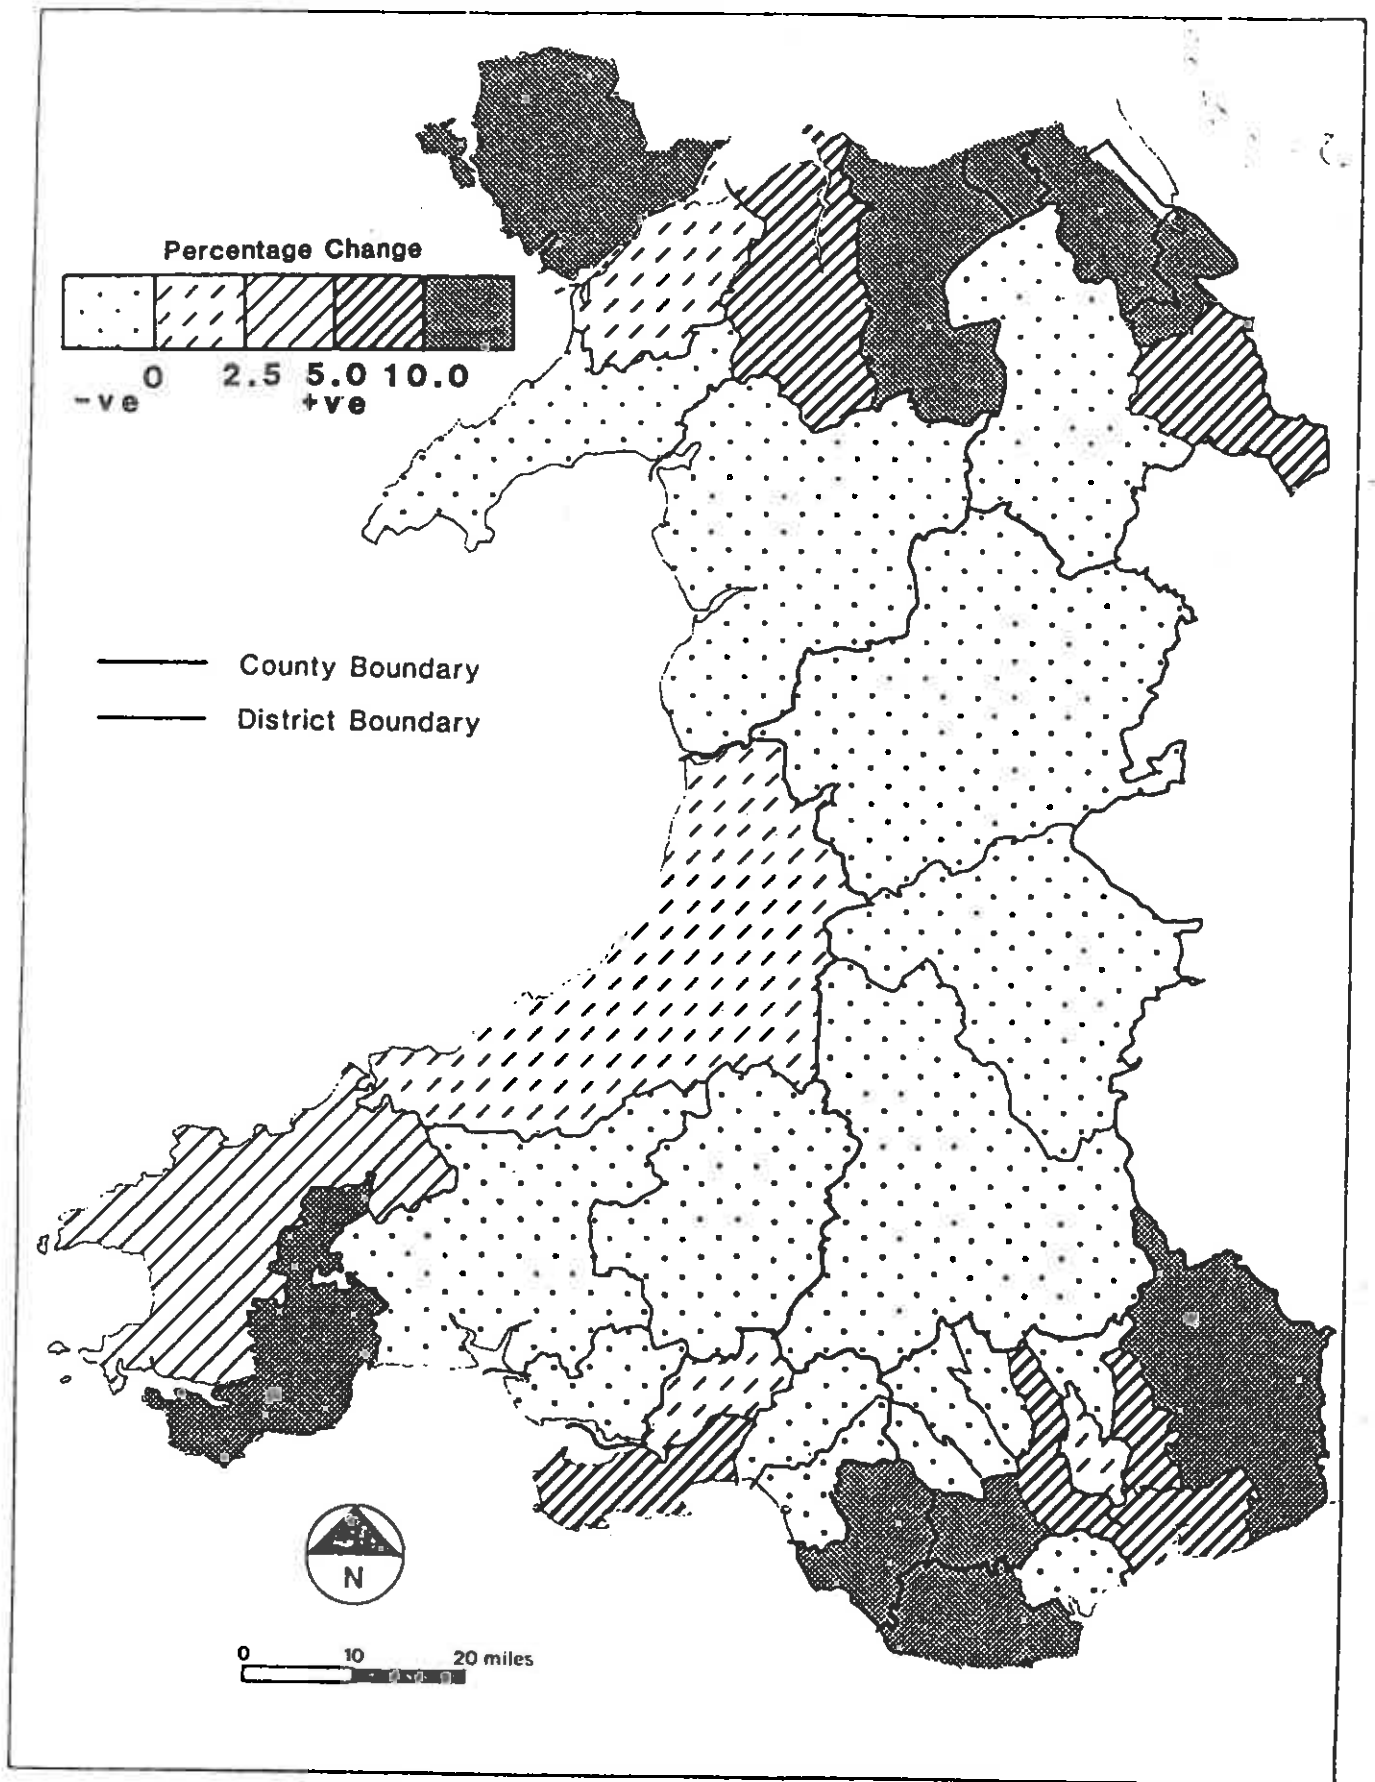 Percentage Change
0 2.5 5.0 10.0
-ve +ve
County Boundary
District Boundary
N
0 10 20 miles